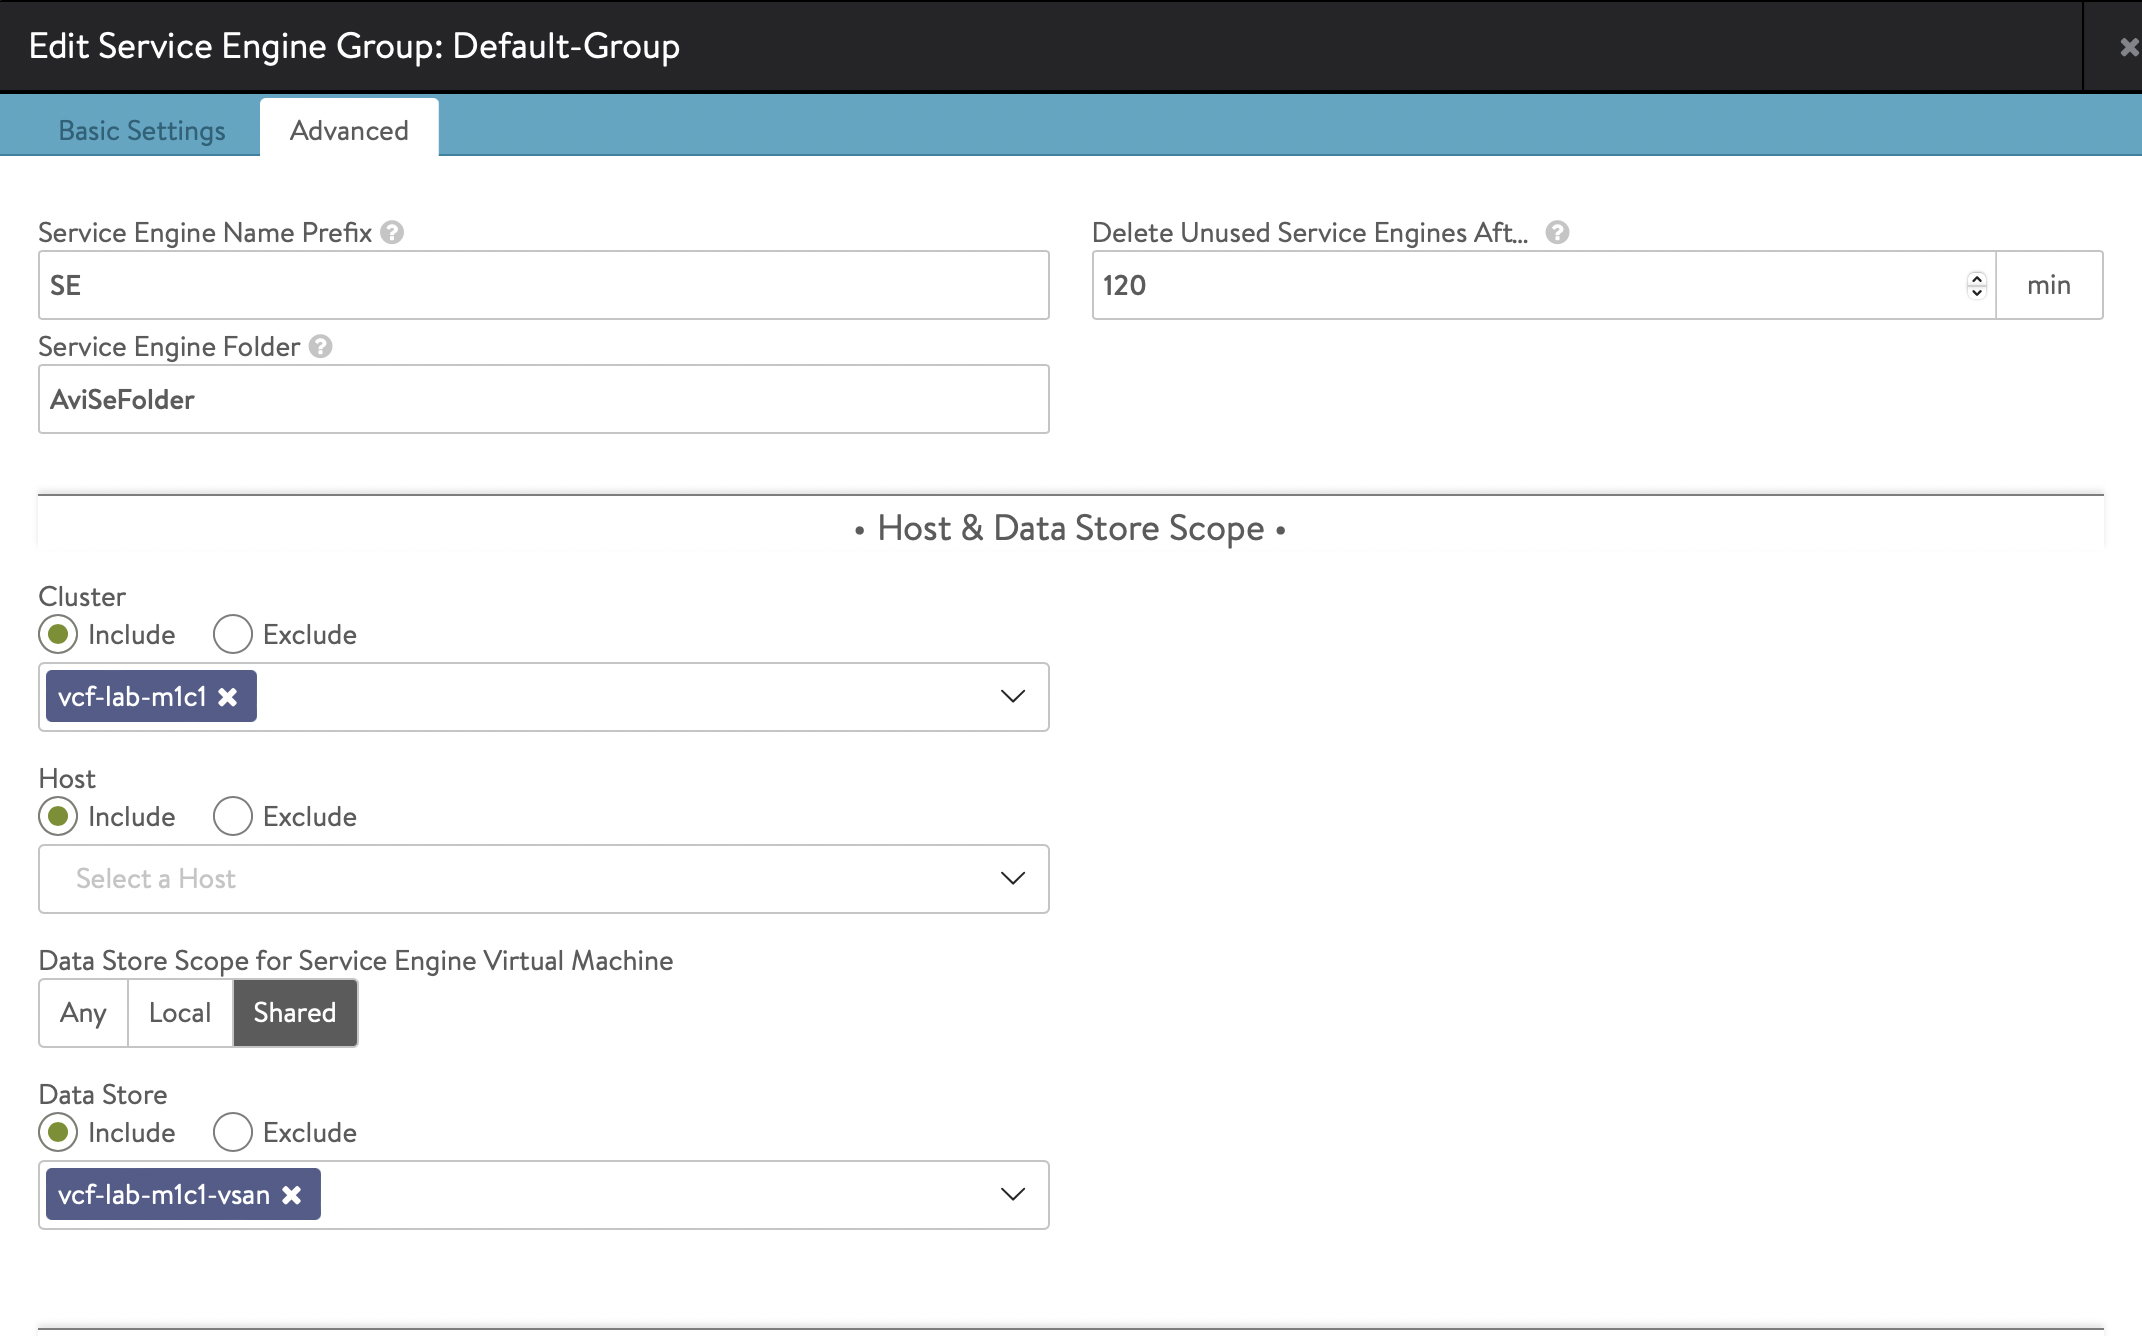 Edit Service Engine Group: Default-Group
Basic Settings
Advanced
Service Engine Name Prefix
Delete Unused Service Engines Aft...
SE
120
min
Service Engine Folder
AviSeFolder
• Host & Data Store Scope •
Cluster
Include
Exclude
vcf-lab-m1c1
Host
Include
Exclude
Select a Host
Data Store Scope for Service Engine Virtual Machine
Any
Local
Shared
Data Store
Include
Exclude
vcf-lab-m1c1-vsan